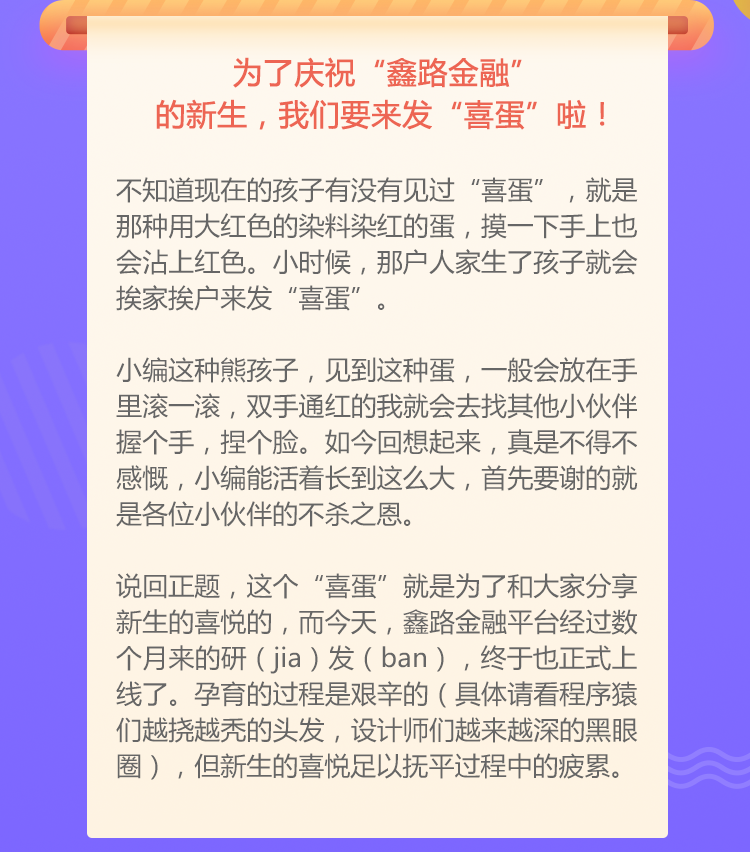 为了庆祝“鑫路金融”
的新生，我们要来发“喜蛋”啦！
不知道现在的孩子有没有见过“喜蛋”，就是
那种用大红色的染料染红的蛋，摸一下手上也
会沾上红色。小时候，那户人家生了孩子就会
挨家挨户来发“喜蛋”。
小编这种熊孩子，见到这种蛋，一般会放在手
里滚一滚，双手通红的我就会去找其他小伙伴
握个手，捏个脸。如今回想起来，真是不得不
感慨，小编能活着长到这么大，首先要谢的就
是各位小伙伴的不杀之恩。
说回正题，这个“喜蛋”就是为了和大家分享
新生的喜悦的，而今天，鑫路金融平台经过数
个月来的研（jia）发（ban），终于也正式上
线了。孕育的过程是艰辛的（具体请看程序猿
们越挠越秃的头发，设计师们越来越深的黑眼
圈），但新生的喜悦足以抚平过程中的疲累。